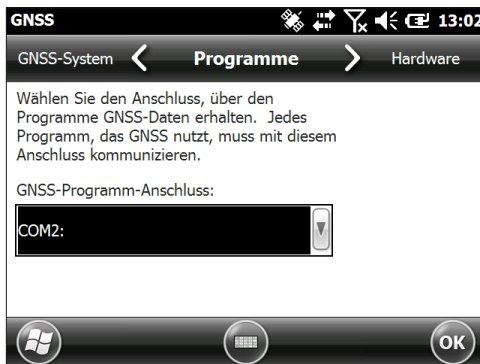 GNSS 13:02
GNSS-System Programme Hardware
Wählen Sie den Anschluss, über den
Programme GNSS-Daten erhalten. Jedes
Programm, das GNSS nutzt, muss mit diesem
Anschluss kommunizieren.
GNSS-Programm-Anschluss:
COM2:
OK